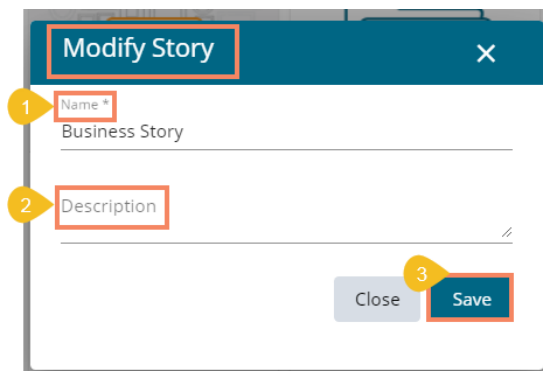 Modify Story
×
1
Name *
Business Story
2
Description
3
Close Save